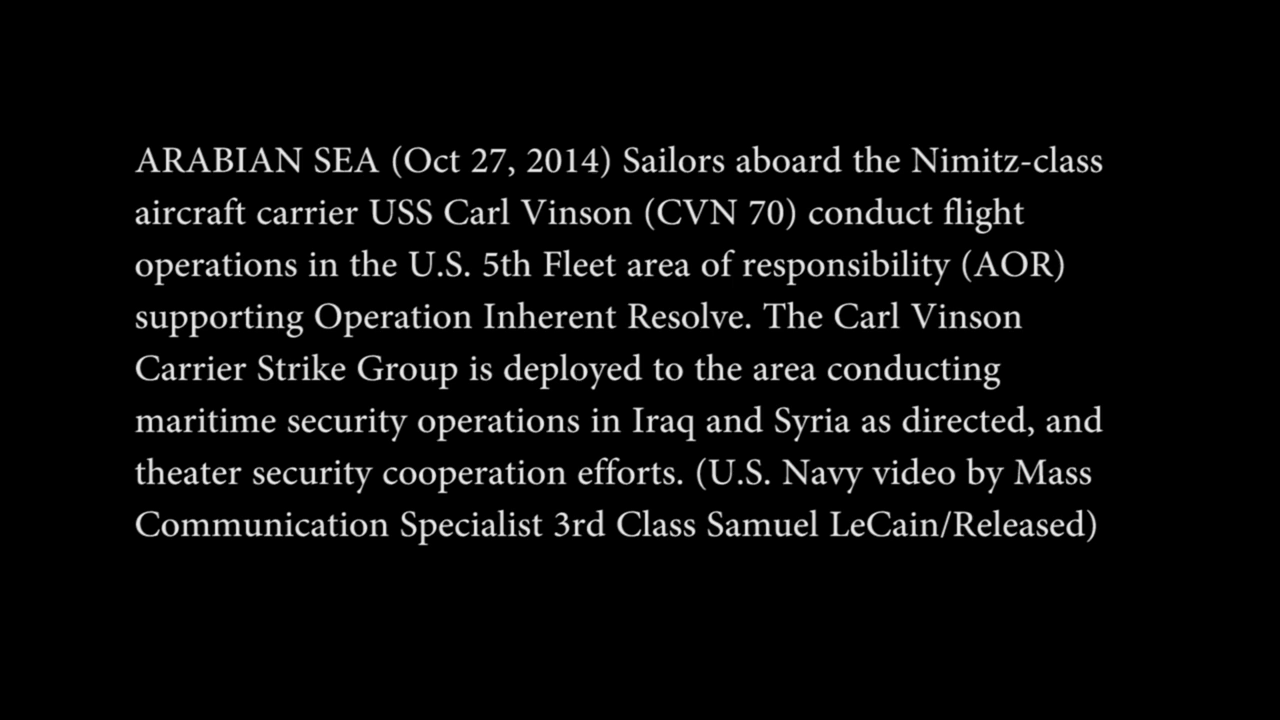 ARABIAN SEA (Oct 27, 2014) Sailors aboard the Nimitz-class
aircraft carrier USS Carl Vinson (CVN 70) conduct flight
operations in the U.S. 5th Fleet area of responsibility (AOR)
supporting Operation Inherent Resolve. The Carl Vinson
Carrier Strike Group is deployed to the area conducting
maritime security operations in Iraq and Syria as directed, and
theater security cooperation efforts. (U.S. Navy video by Mass
Communication Specialist 3rd Class Samuel LeCain/Released)